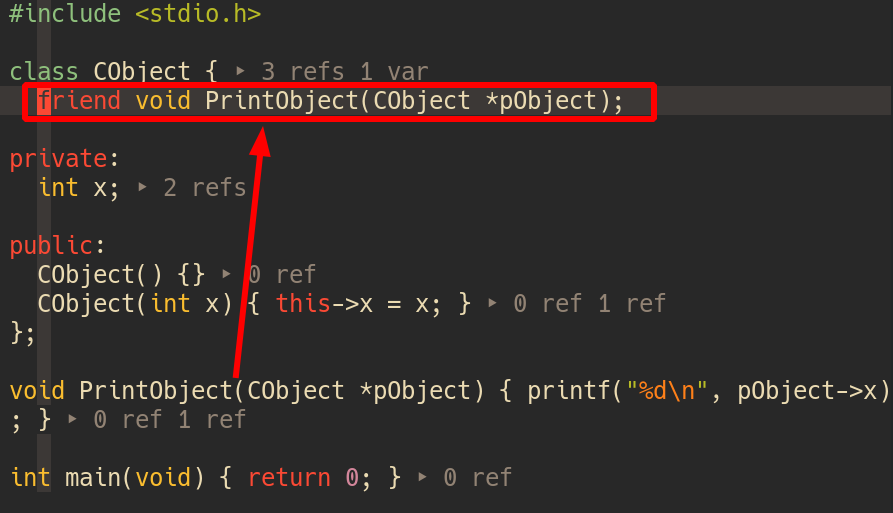 #include <stdio.h>
class CObject { ▸ 3 refs 1 var
friend void PrintObject(CObject *pObject);
private:
int x; ▸ 2 refs
public:
CObject() {} ▸ 0 ref
CObject(int x) { this->x = x; } ▸ 0 ref 1 ref
};
void PrintObject(CObject *pObject) { printf("%d\n", pObject->x)
; } ▸ 0 ref 1 ref
int main(void) { return 0; } ▸ 0 ref